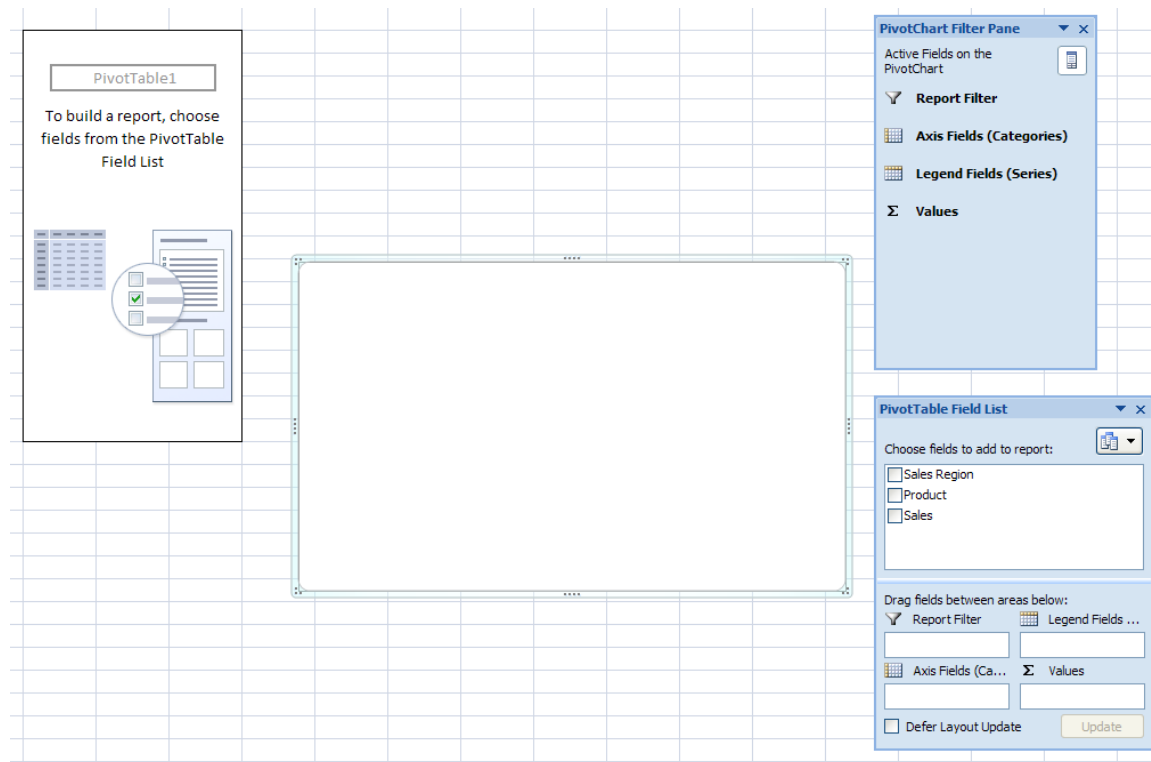 PivotTable1
To build a report, choose
fields from the PivotTable
Field List
PivotChart Filter Pane
Active Fields on the
PivotChart
Report Filter
Axis Fields (Categories)
Legend Fields (Series)
Σ Values
PivotTable Field List
Choose fields to add to report:
Sales Region
Product
Sales
Drag fields between areas below:
Report Filter Legend Fields ...
Axis Fields (Ca... Σ Values
Defer Layout Update Update